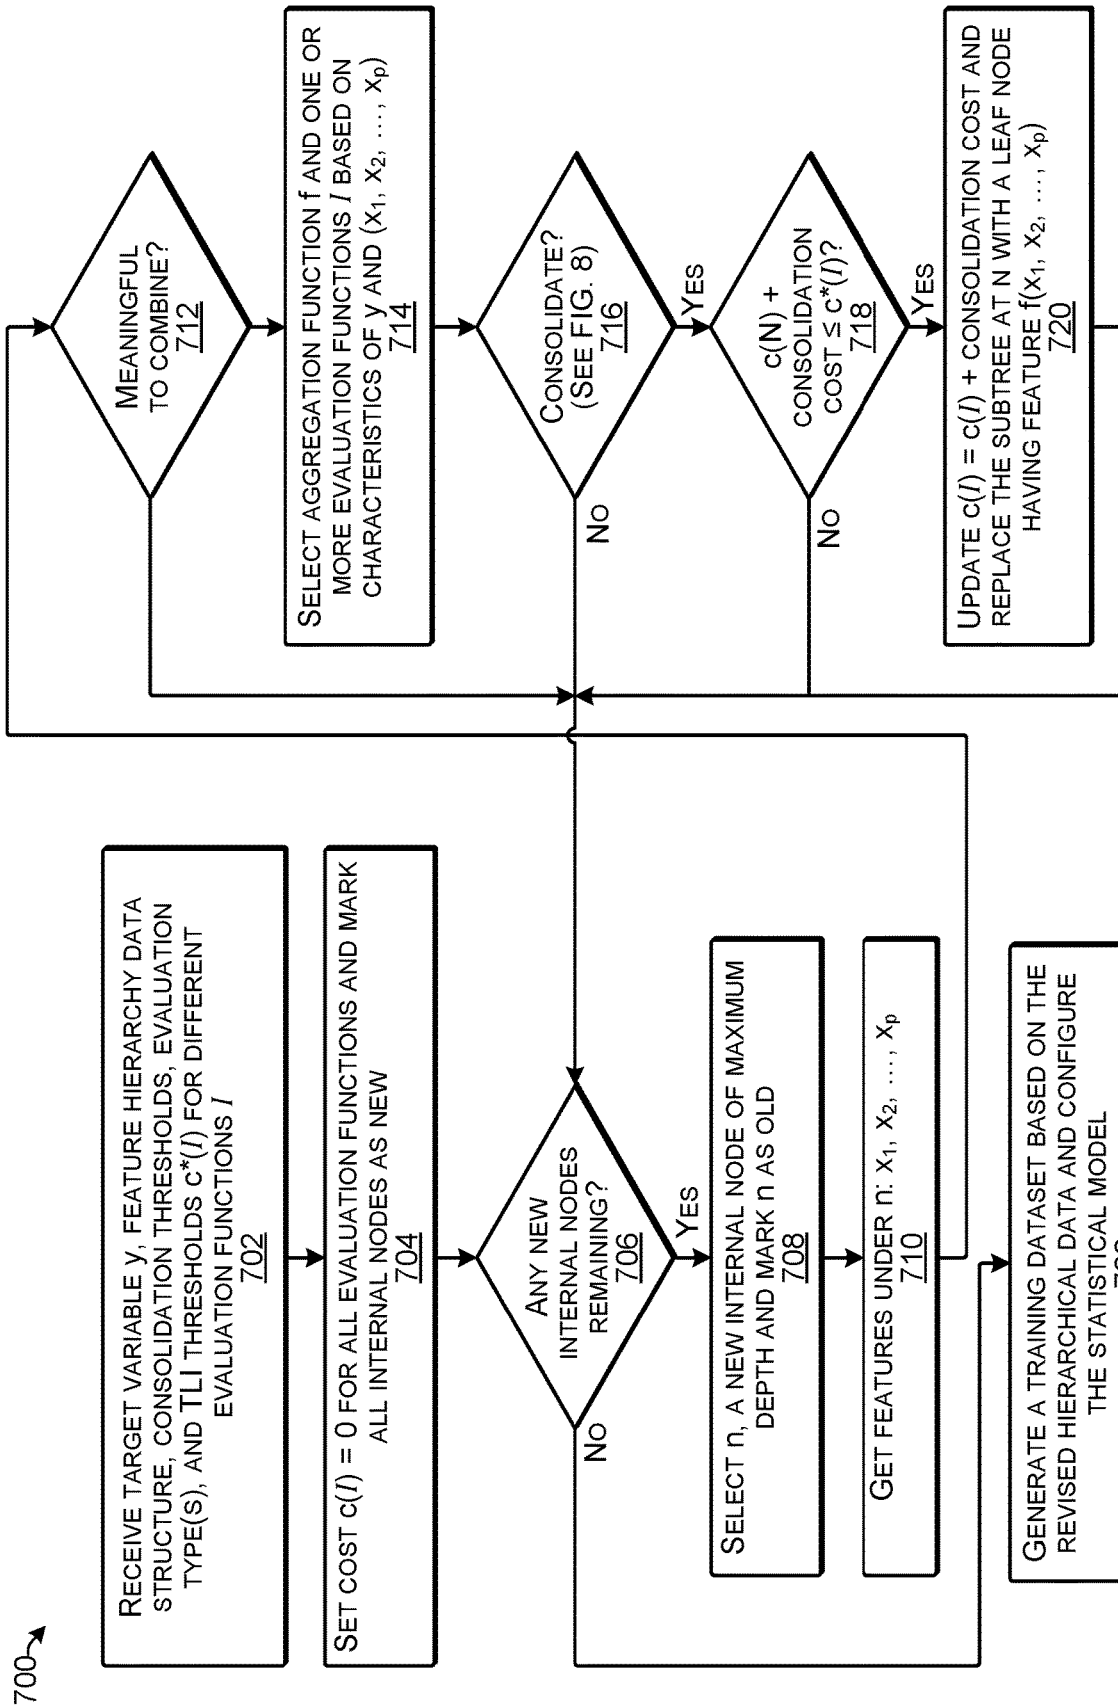 700
RECEIVE TARGET VARIABLE y, FEATURE HIERARCHY DATA
STRUCTURE, CONSOLIDATION THRESHOLDS, EVALUATION
TYPE(S), AND TLI THRESHOLDS c*(I) FOR DIFFERENT
EVALUATION FUNCTIONS I
702
SET COST c(I) = 0 FOR ALL EVALUATION FUNCTIONS AND MARK
ALL INTERNAL NODES AS NEW
704
ANY NEW
INTERNAL NODES
REMAINING?
706
YES
NO
SELECT n, A NEW INTERNAL NODE OF MAXIMUM
DEPTH AND MARK n AS OLD
708
GET FEATURES UNDER n: x₁, x₂, ..., xₚ
710
GENERATE A TRAINING DATASET BASED ON THE
REVISED HIERARCHICAL DATA AND CONFIGURE
THE STATISTICAL MODEL
MEANINGFUL
TO COMBINE?
712
SELECT AGGREGATION FUNCTION f AND ONE OR
MORE EVALUATION FUNCTIONS I BASED ON
CHARACTERISTICS OF y AND (x₁, x₂, ..., xₚ)
714
CONSOLIDATE?
(SEE FIG. 8)
716
NO
YES
c(N) +
CONSOLIDATION
COST ≤ c*(I)?
718
NO
YES
UPDATE c(I) = c(I) + CONSOLIDATION COST AND
REPLACE THE SUBTREE AT N WITH A LEAF NODE
HAVING FEATURE f(x₁, x₂, ..., xₚ)
720